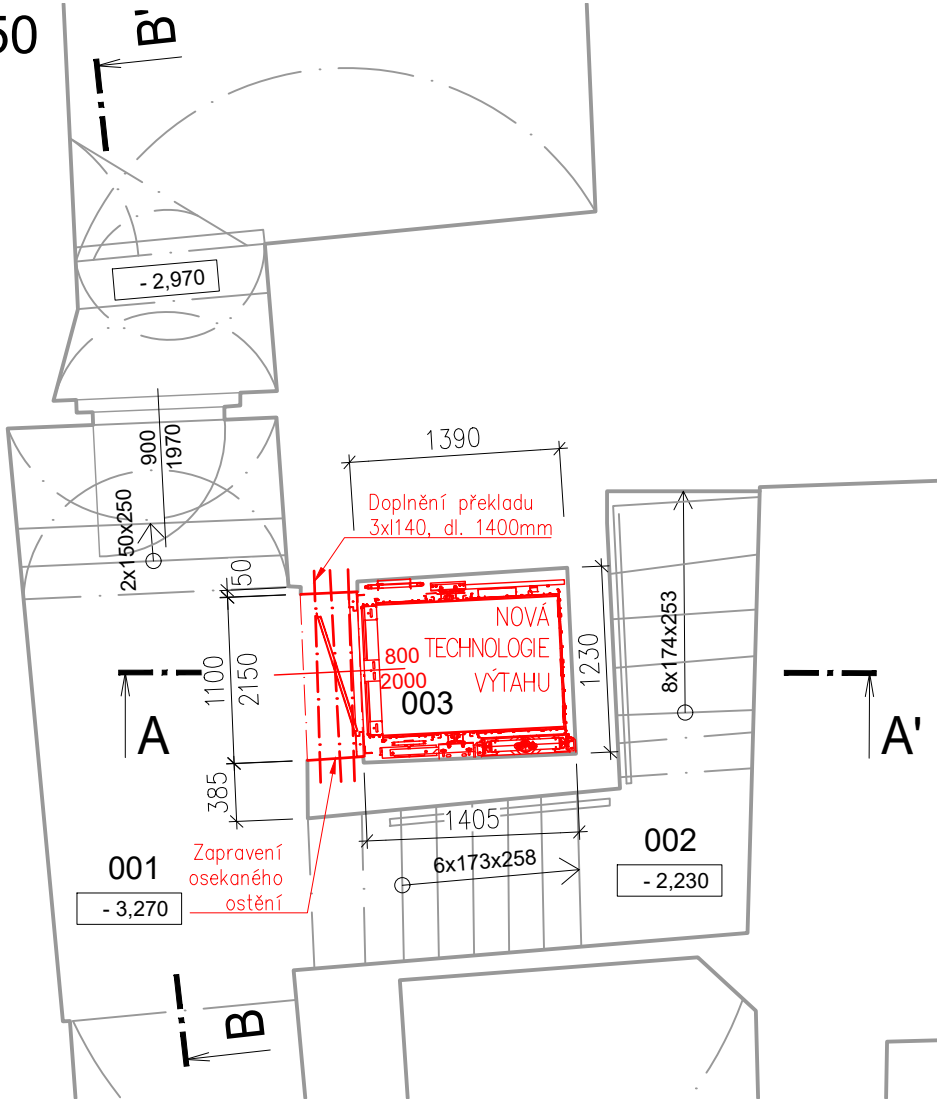 50
B'
- 2,970
900
1970
2x150x250
1390
Doplnění překladu
3xI140, dl. 1400mm
50
1100
2150
385
800
2000
NOVÁ
TECHNOLOGIE
VÝTAHU
003
1230
8x174x253
A
A'
1405
6x173x258
001
- 3,270
Zapravení
osekaného
ostění
002
- 2,230
B